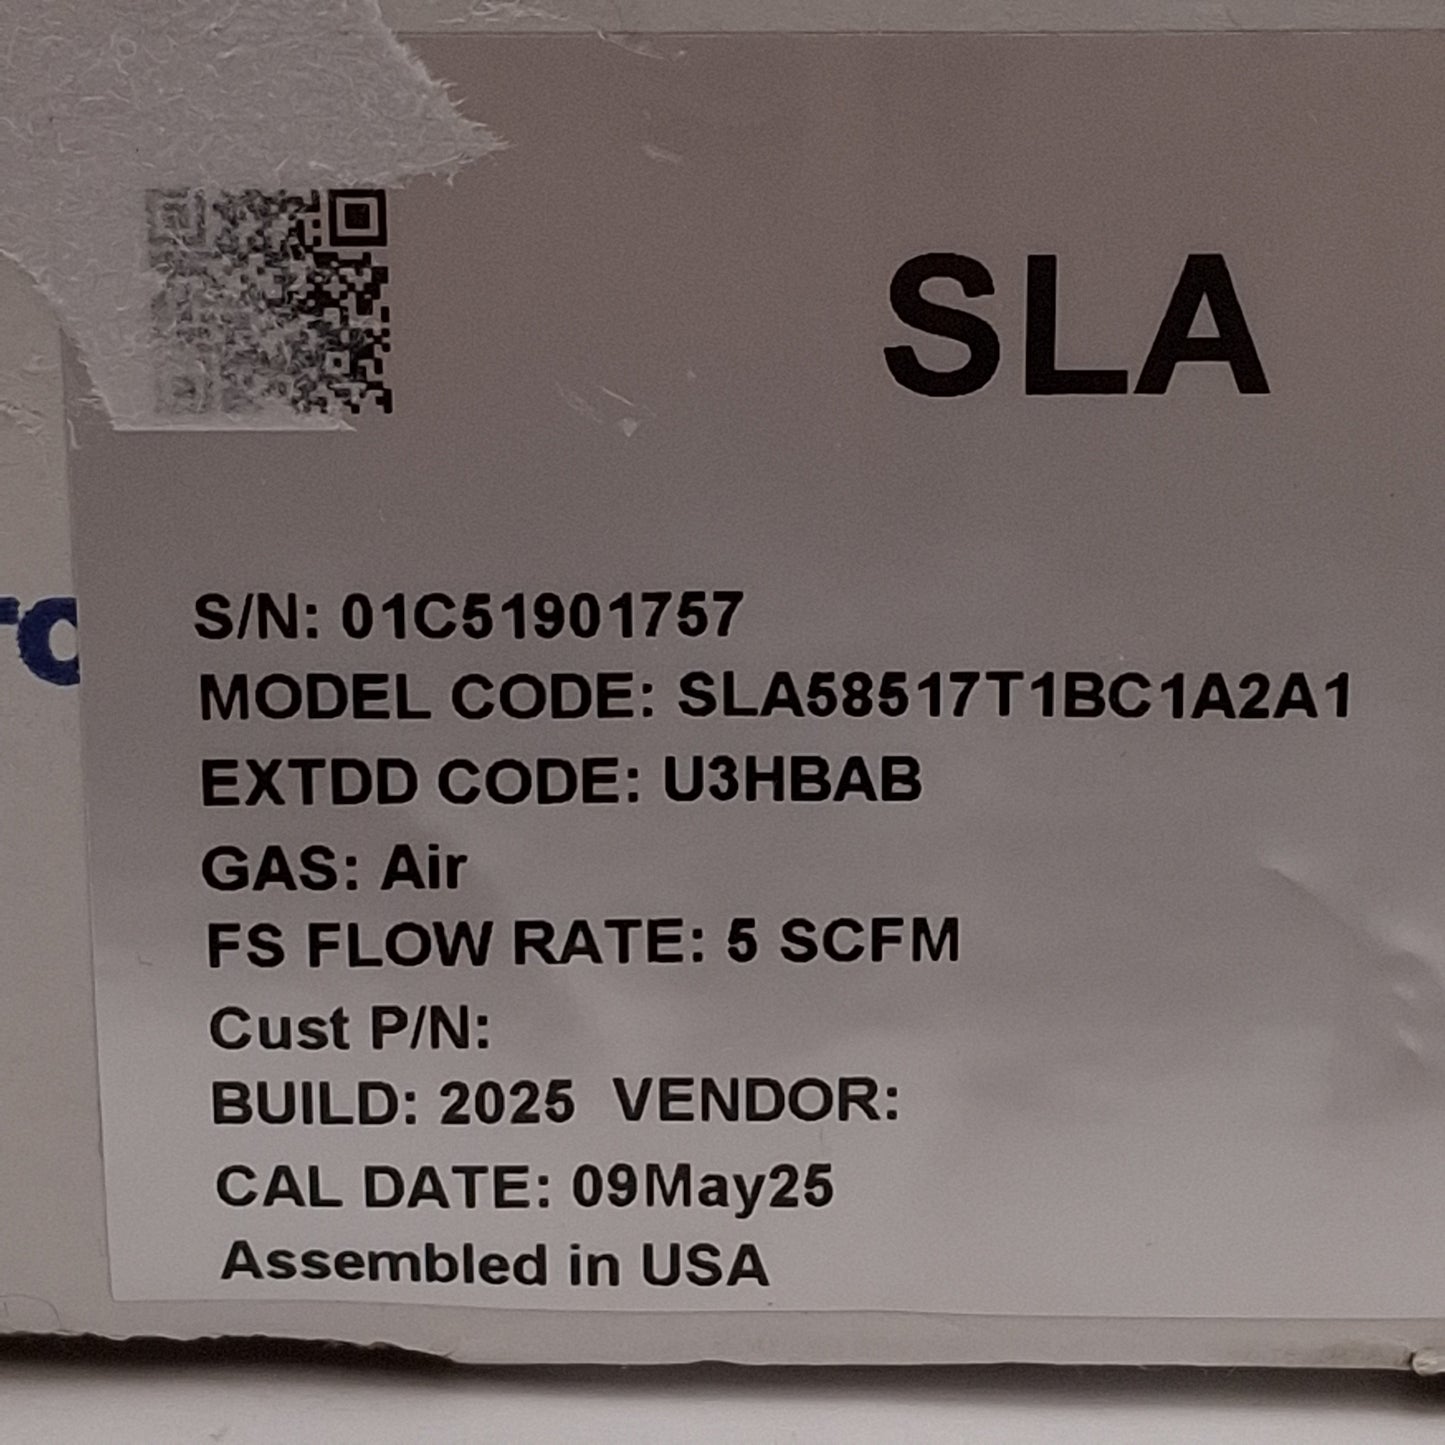 SLA
S/N: 01C51901757
MODEL CODE: SLA58517T1BC1A2A1
EXTDD CODE: U3HBAB
GAS: Air
FS FLOW RATE: 5 SCFM
Cust P/N:
BUILD: 2025 VENDOR:
CAL DATE: 09May25
Assembled in USA